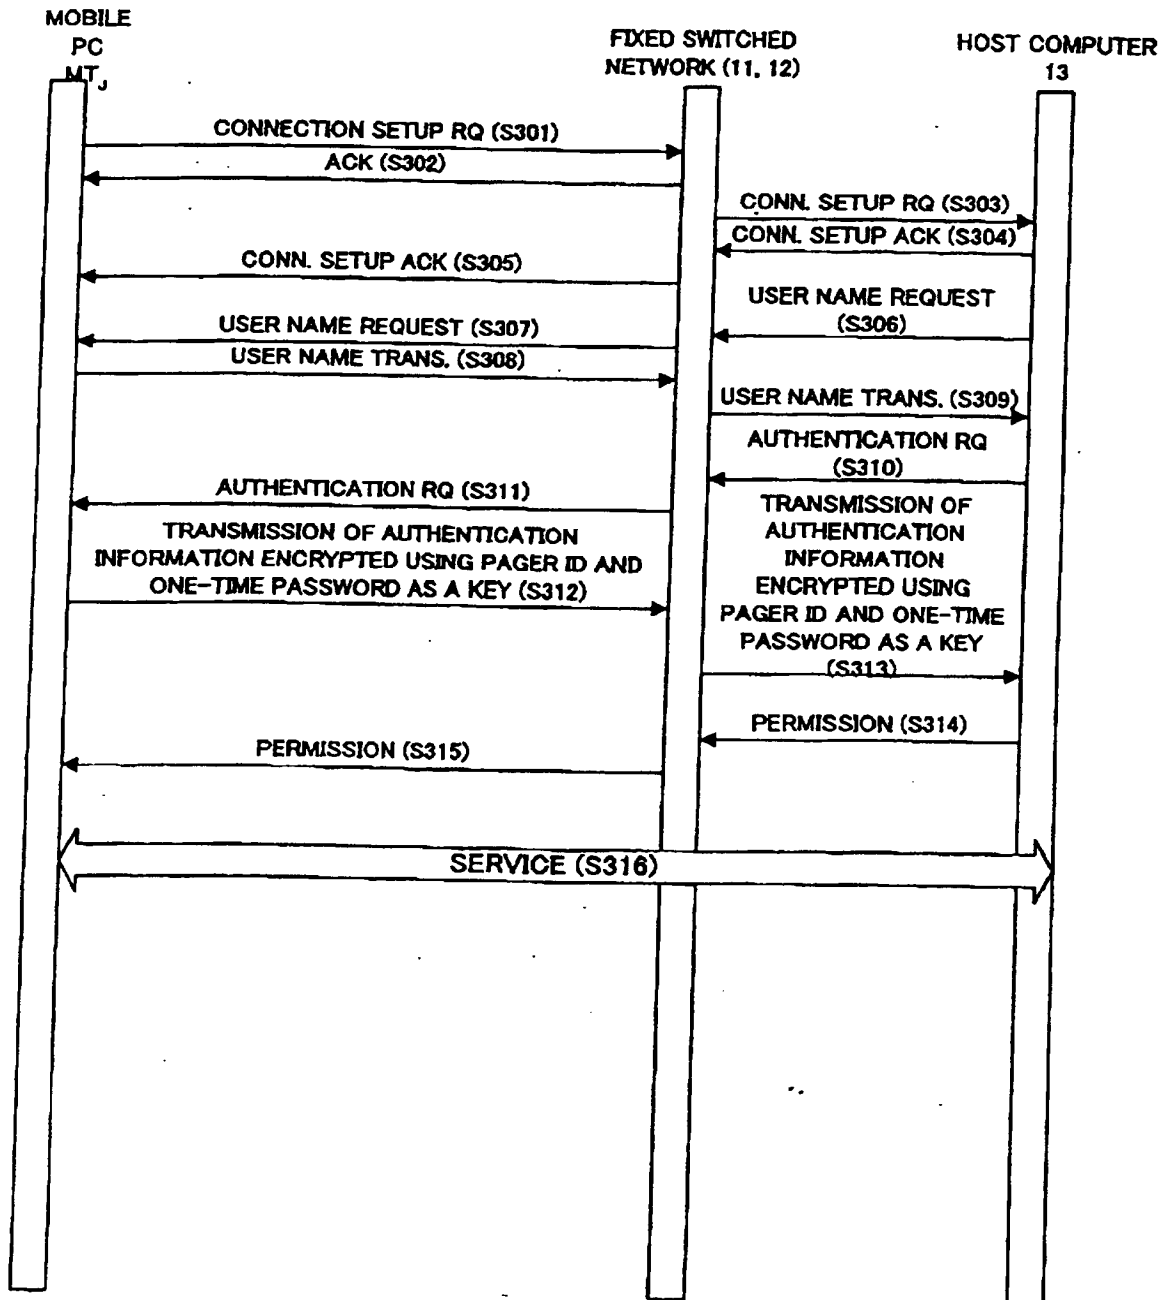 MOBILE
PC
MTJ
FIXED SWITCHED
NETWORK (11, 12)
HOST COMPUTER
13
CONNECTION SETUP RQ (S301)
ACK (S302)
CONN. SETUP RQ (S303)
CONN. SETUP ACK (S304)
CONN. SETUP ACK (S305)
USER NAME REQUEST
(S306)
USER NAME REQUEST (S307)
USER NAME TRANS. (S308)
USER NAME TRANS. (S309)
AUTHENTICATION RQ
(S310)
AUTHENTICATION RQ (S311)
TRANSMISSION OF AUTHENTICATION
INFORMATION ENCRYPTED USING PAGER ID AND
ONE-TIME PASSWORD AS A KEY (S312)
TRANSMISSION OF
AUTHENTICATION
INFORMATION
ENCRYPTED USING
PAGER ID AND ONE-TIME
PASSWORD AS A KEY
(S313)
PERMISSION (S314)
PERMISSION (S315)
SERVICE (S316)